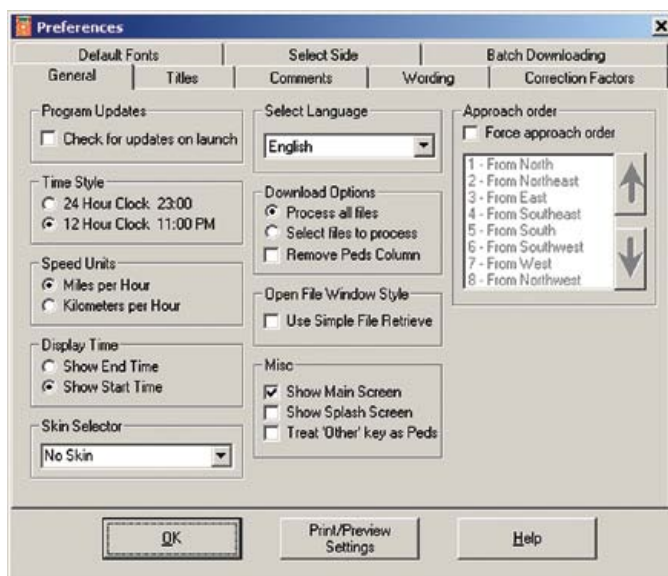 Preferences
Default Fonts
Select Side
Batch Downloading
General
Titles
Comments
Wording
Correction Factors
Program Updates
Check for updates on launch
Time Style
24 Hour Clock 23:00
12 Hour Clock 11:00 PM
Speed Units
Miles per Hour
Kilometers per Hour
Display Time
Show End Time
Show Start Time
Skin Selector
No Skin
Select Language
English
Download Options
Process all files
Select files to process
Remove Peds Column
Open File Window Style
Use Simple File Retrieve
Misc
Show Main Screen
Show Splash Screen
Treat 'Other' key as Peds
Approach order
Force approach order
1 - From North
2 - From Northeast
3 - From East
4 - From Southeast
5 - From South
6 - From Southwest
7 - From West
8 - From Northwest
OK
Print/Preview
Settings
Help